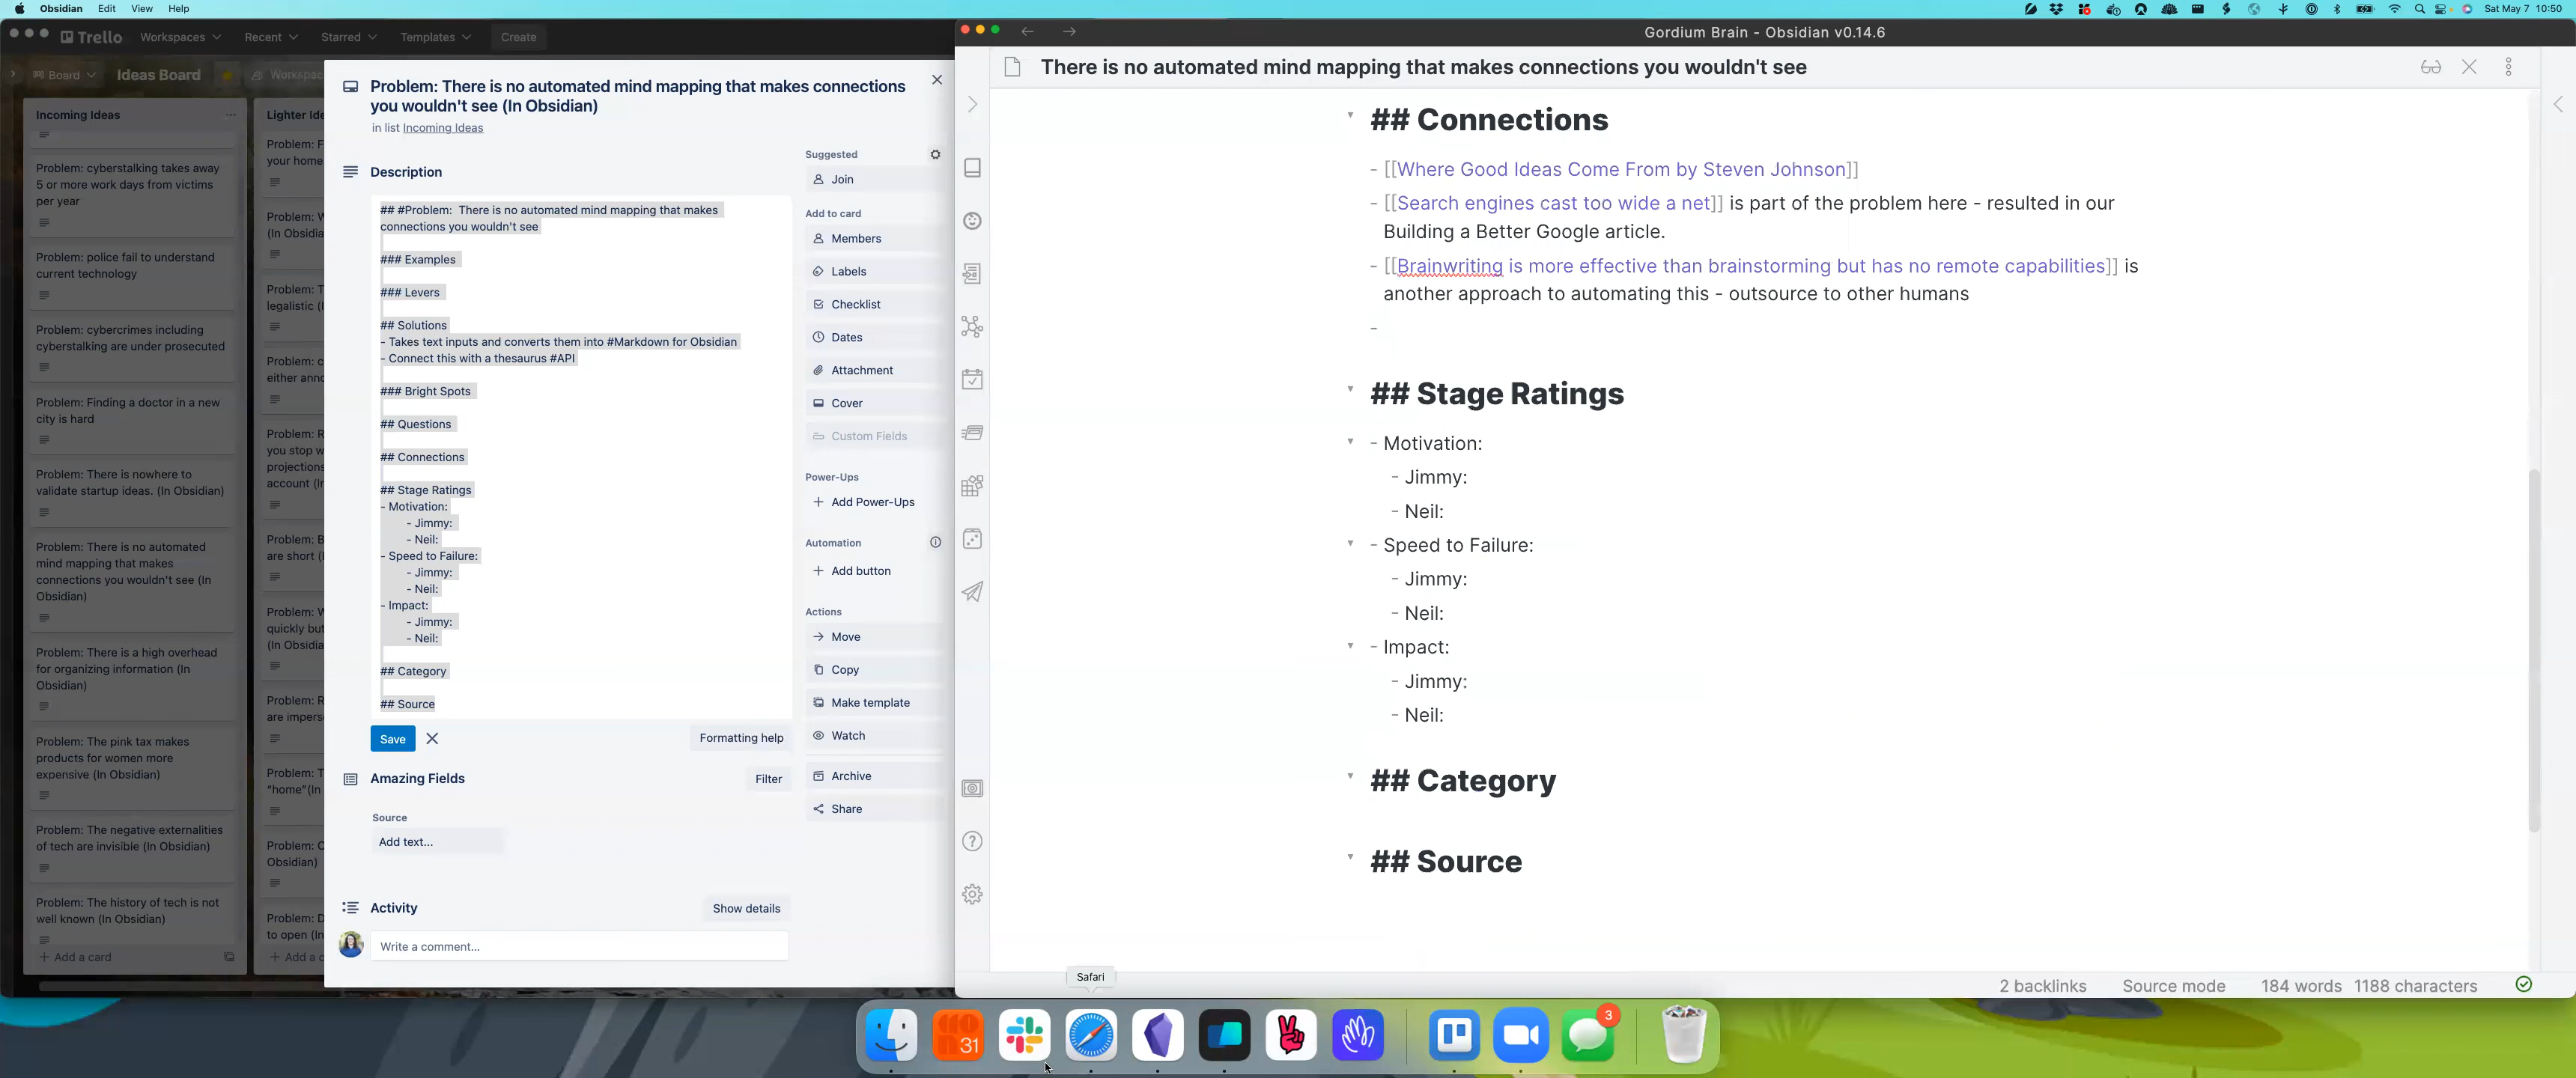 Obsidian Edit View Help
Sat May 7 10:50
Trello Workspaces Recent Starred Templates Create
Board Ideas Board
Incoming Ideas
Problem: cyberstalking takes away
5 or more work days from victims
per year
Problem: police fail to understand
current technology
Problem: cybercrimes including
cyberstalking are under prosecuted
Problem: Finding a doctor in a new
city is hard
Problem: There is nowhere to
validate startup ideas. (In Obsidian)
Problem: There is no automated
mind mapping that makes
connections you wouldn't see (In
Obsidian)
Problem: There is a high overhead
for organizing information (In
Obsidian)
Problem: The pink tax makes
products for women more
expensive (In Obsidian)
Problem: The negative externalities
of tech are invisible (In Obsidian)
Problem: The history of tech is not
well known (In Obsidian)
+ Add a card
Problem: There is no automated mind mapping that makes connections
you wouldn't see (In Obsidian)
in list Incoming Ideas
Description
## #Problem: There is no automated mind mapping that makes
connections you wouldn't see
### Examples
### Levers
## Solutions
- Takes text inputs and converts them into #Markdown for Obsidian
- Connect this with a thesaurus #API
### Bright Spots
## Questions
## Connections
## Stage Ratings
- Motivation:
- Jimmy:
- Neil:
- Speed to Failure:
- Jimmy:
- Neil:
- Impact:
- Jimmy:
- Neil:
## Category
## Source
Save
Formatting help
Amazing Fields
Filter
Source
Add text...
Activity
Show details
Write a comment...
Suggested
Join
Add to card
Members
Labels
Checklist
Dates
Attachment
Cover
Custom Fields
Power-Ups
+ Add Power-Ups
Automation
+ Add button
Actions
Move
Copy
Make template
Watch
Archive
Share
Gordium Brain - Obsidian v0.14.6
There is no automated mind mapping that makes connections you wouldn't see
## Connections
- [[Where Good Ideas Come From by Steven Johnson]]
- [[Search engines cast too wide a net]] is part of the problem here - resulted in our
Building a Better Google article.
- [[Brainwriting is more effective than brainstorming but has no remote capabilities]] is
another approach to automating this - outsource to other humans
-
## Stage Ratings
- Motivation:
- Jimmy:
- Neil:
- Speed to Failure:
- Jimmy:
- Neil:
- Impact:
- Jimmy:
- Neil:
## Category
## Source
2 backlinks Source mode 184 words 1188 characters
Safari
31
3